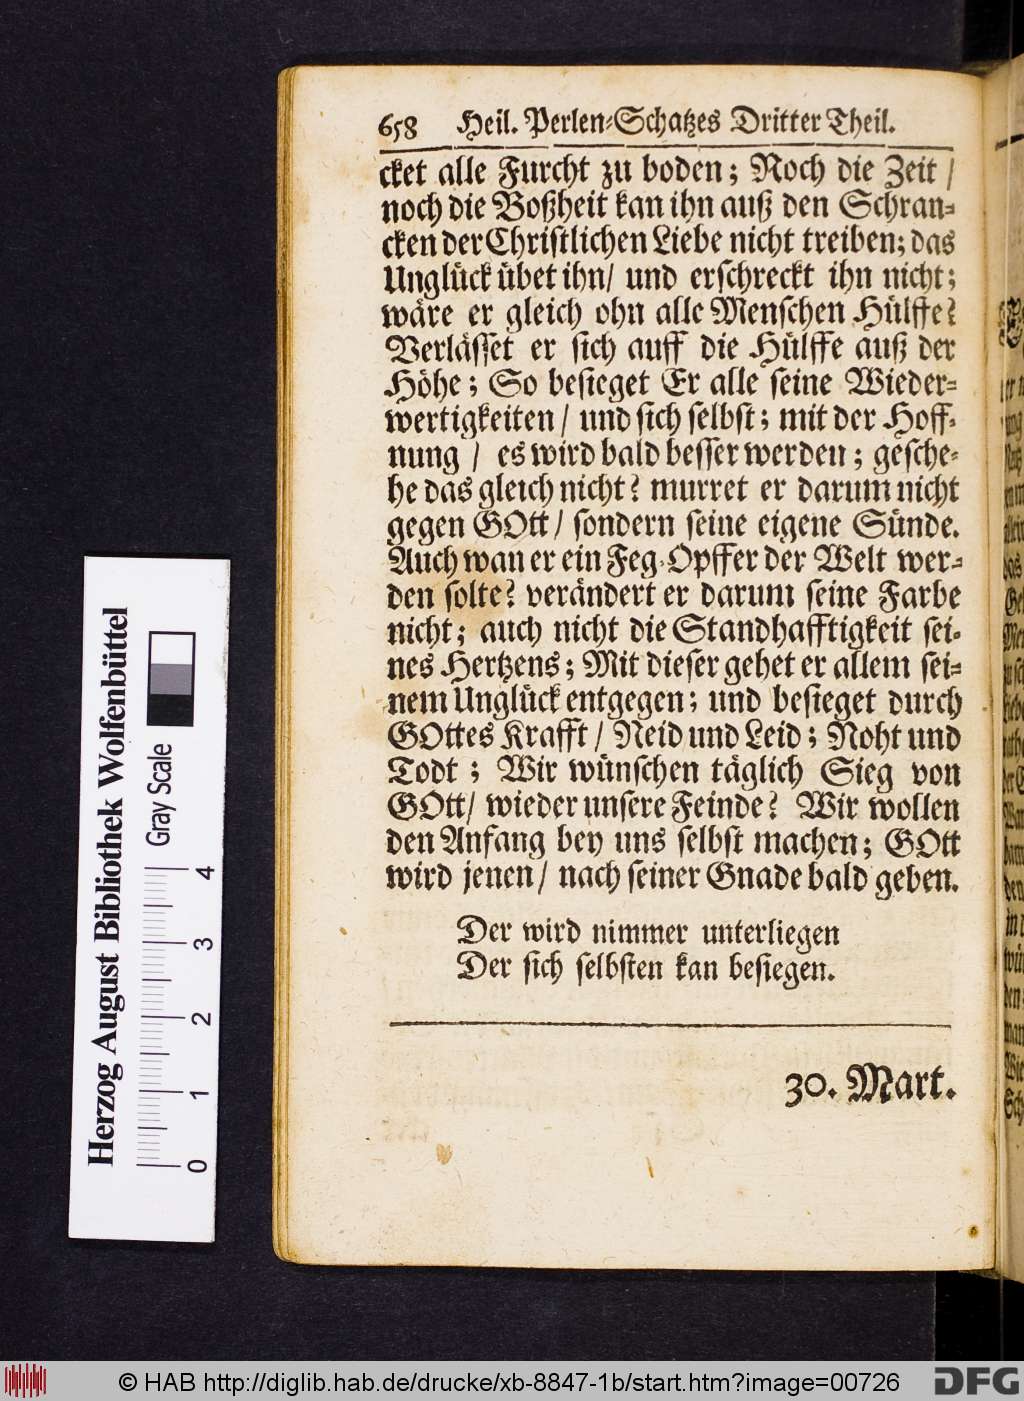 658 Heil. Perlen-Schatzes Dritter Theil.
cket alle Furcht zu boden; Noch die Zeit /
noch die Boßheit kan ihn auß den Schran-
cken der Christlichen Liebe nicht treiben; das
Unglück übet ihn/ und erschreckt ihn nicht;
wäre er gleich ohn alle Menschen Hülffe?
Verlässet er sich auff die Hülffe auß der
Höhe; So besieget Er alle seine Wieder-
wertigkeiten / und sich selbst; mit der Hoff-
nung / es wird bald besser werden; gesche-
he das gleich nicht? murret er darum nicht
gegen GOtt/ sondern seine eigene Sünde.
Auch wan er ein Feg-Opffer der Welt wer-
den solte? verändert er darum seine Farbe
nicht; auch nicht die Standhafftigkeit sei-
nes Hertzens; Mit dieser gehet er allem sei-
nem Unglück entgegen; und besieget durch
GOttes Krafft / Neid und Leid; Noht und
Todt; Wir wünschen täglich Sieg von
GOtt/ wieder unsere Feinde? Wir wollen
den Anfang bey uns selbst machen; GOtt
wird jenen/ nach seiner Gnade bald geben.
Der wird nimmer unterliegen
Der sich selbsten kan besiegen.
30. Mart.
Herzog August Bibliothek Wolfenbüttel
Gray Scale
0 1 2 3 4
© HAB http://diglib.hab.de/drucke/xb-8847-1b/start.htm?image=00726
DFG